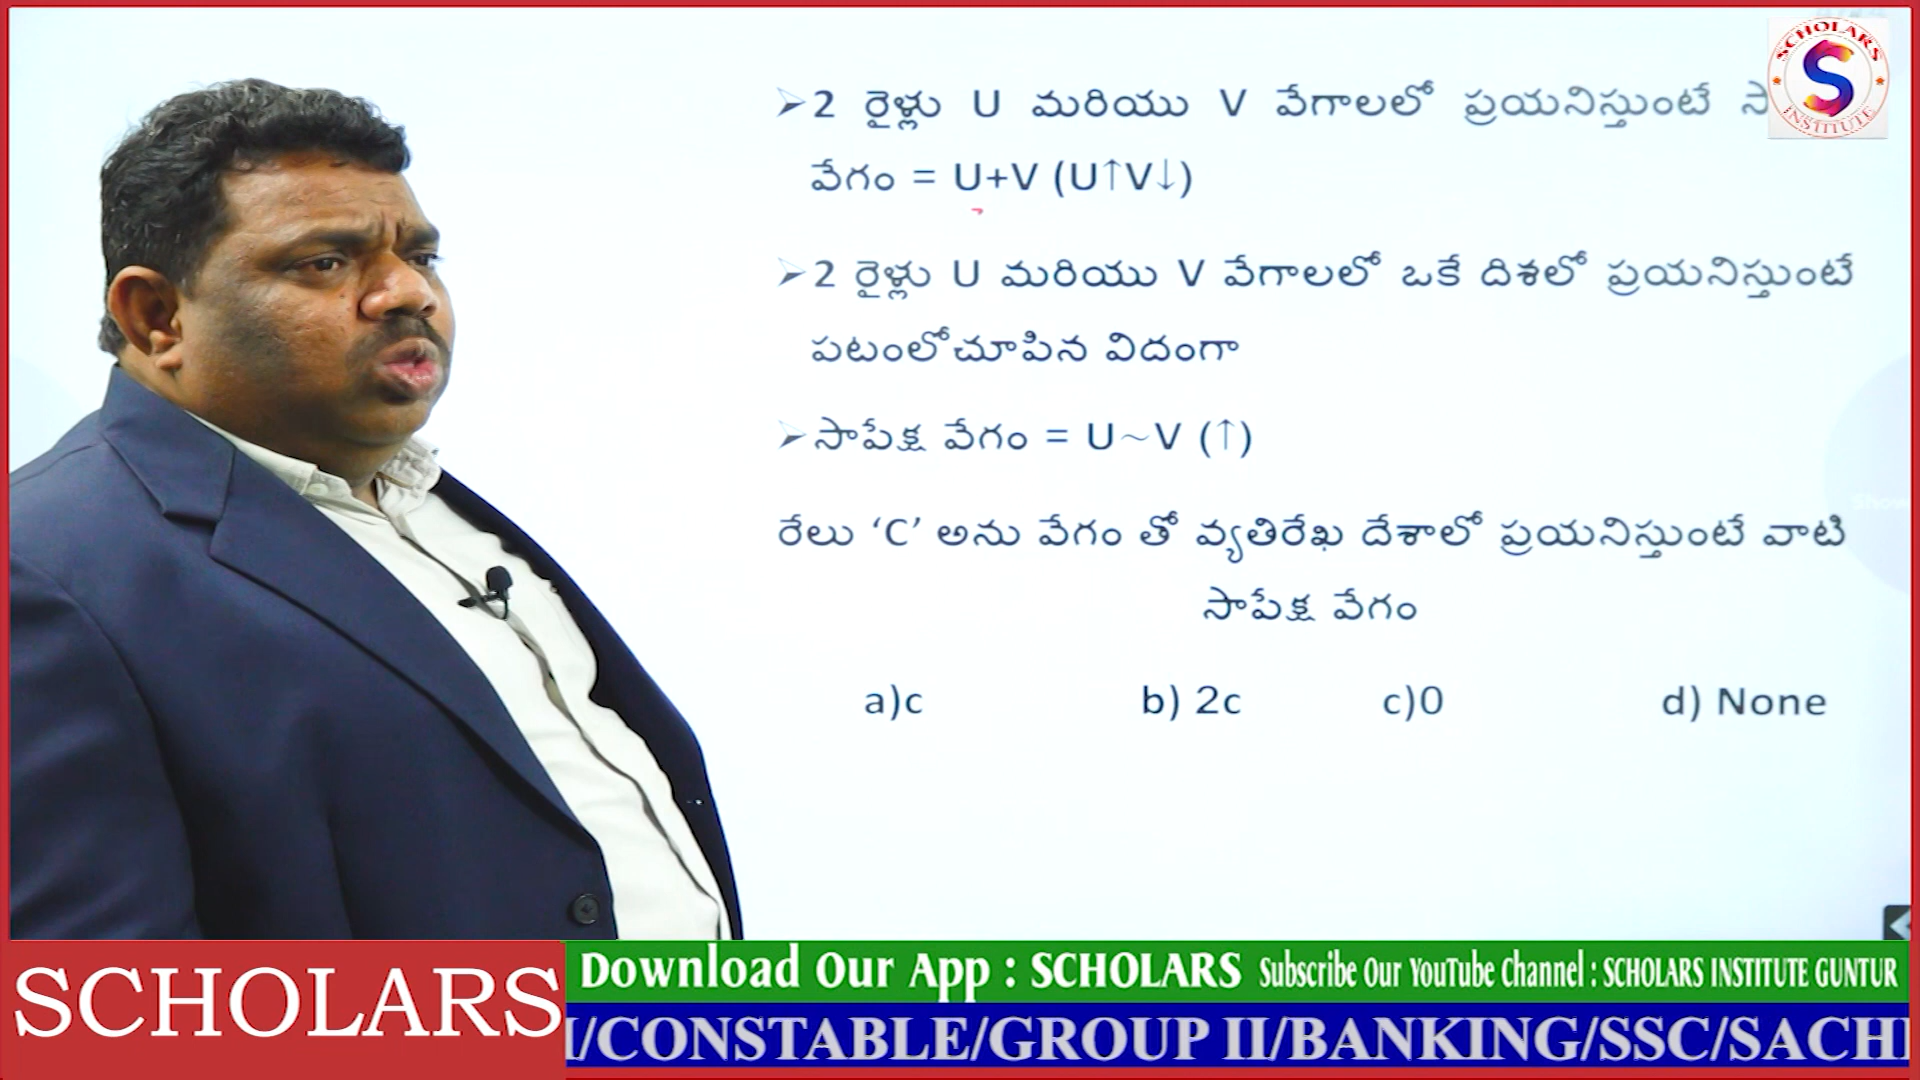 SCHOLARS
INSTITUTE
➢2 రైళ్లు U మరియు V వేగాలలో ప్రయనిస్తుంటే
వేగం = U+V (U↑V↓)
➢2 రైళ్లు U మరియు V వేగాలలో ఒకే దిశలో ప్రయనిస్తుంటే
పటంలోచూపిన విదంగా
➢సాపేక్ష వేగం = U~V (↑)
రేలు ‘C’ అను వేగం తో వ్యతిరేఖ దేశాలో ప్రయనిస్తుంటే వాటి
సాపేక్ష వేగం
a)c b) 2c c)0 d) None
SCHOLARS
Download Our App : SCHOLARS Subscribe Our YouTube Channel : SCHOLARS INSTITUTE GUNTUR
/CONSTABLE/GROUP II/BANKING/SSC/SACHI